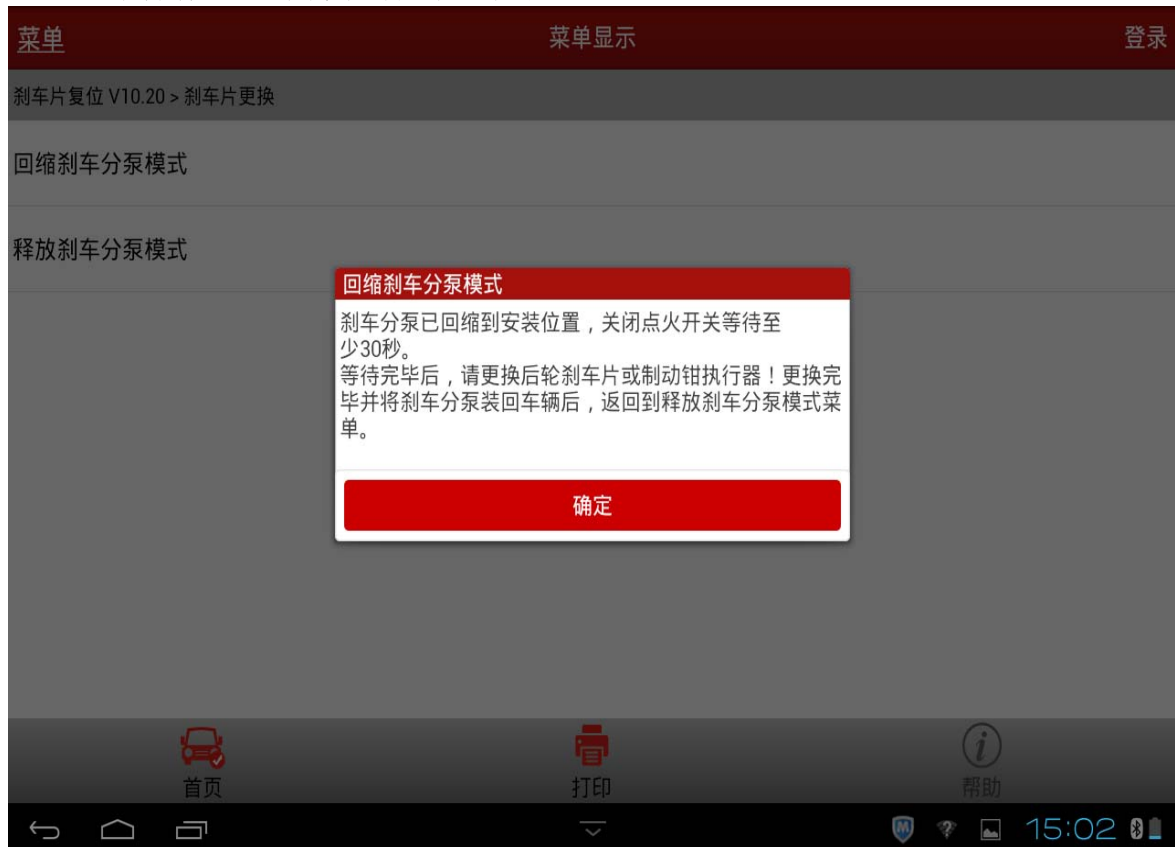 菜单 菜单显示 登录
刹车片复位 V10.20 > 刹车片更换
回缩刹车分泵模式
释放刹车分泵模式
回缩刹车分泵模式
刹车分泵已回缩到安装位置，关闭点火开关等待至
少30秒。
等待完毕后，请更换后轮刹车片或制动钳执行器！更换完
毕并将刹车分泵装回车辆后，返回到释放刹车分泵模式菜
单。
确定
首页 打印 帮助
15:02